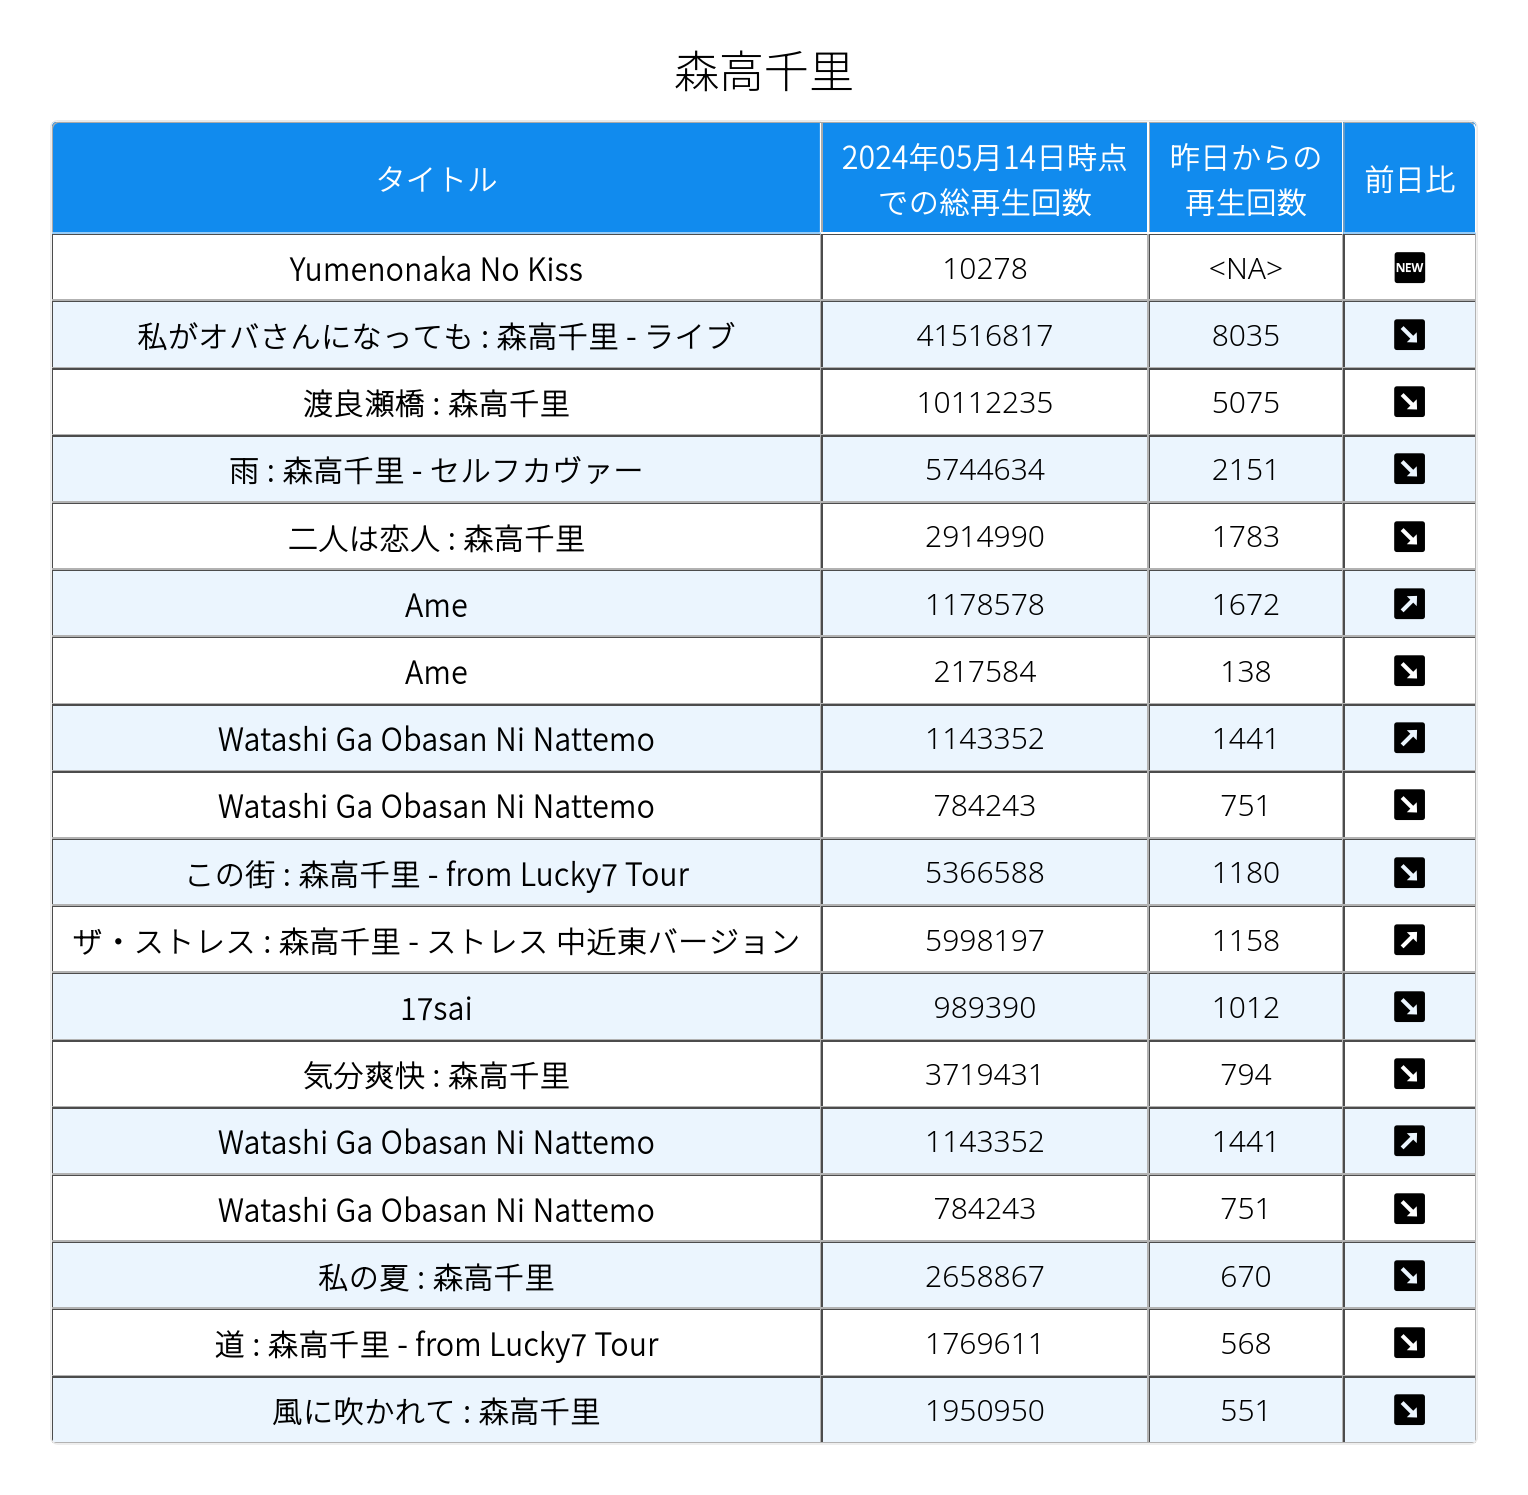 森高千里
タイトル 2024年05月14日時点 昨日からの 前日比
での総再生回数 再生回数
Yumenonaka No Kiss 10278 <NA> NEW
私がオバさんになっても : 森高千里 - ライブ 41516817 8035
渡良瀬橋 : 森高千里 10112235 5075
雨 : 森高千里 - セルフカヴァー 5744634 2151
二人は恋人 : 森高千里 2914990 1783
Ame 1178578 1672
Ame 217584 138
Watashi Ga Obasan Ni Nattemo 1143352 1441
Watashi Ga Obasan Ni Nattemo 784243 751
この街 : 森高千里 - from Lucky7 Tour 5366588 1180
ザ・ストレス : 森高千里 - ストレス 中近東バージョン 5998197 1158
17sai 989390 1012
気分爽快 : 森高千里 3719431 794
Watashi Ga Obasan Ni Nattemo 1143352 1441
Watashi Ga Obasan Ni Nattemo 784243 751
私の夏 : 森高千里 2658867 670
道 : 森高千里 - from Lucky7 Tour 1769611 568
風に吹かれて : 森高千里 1950950 551